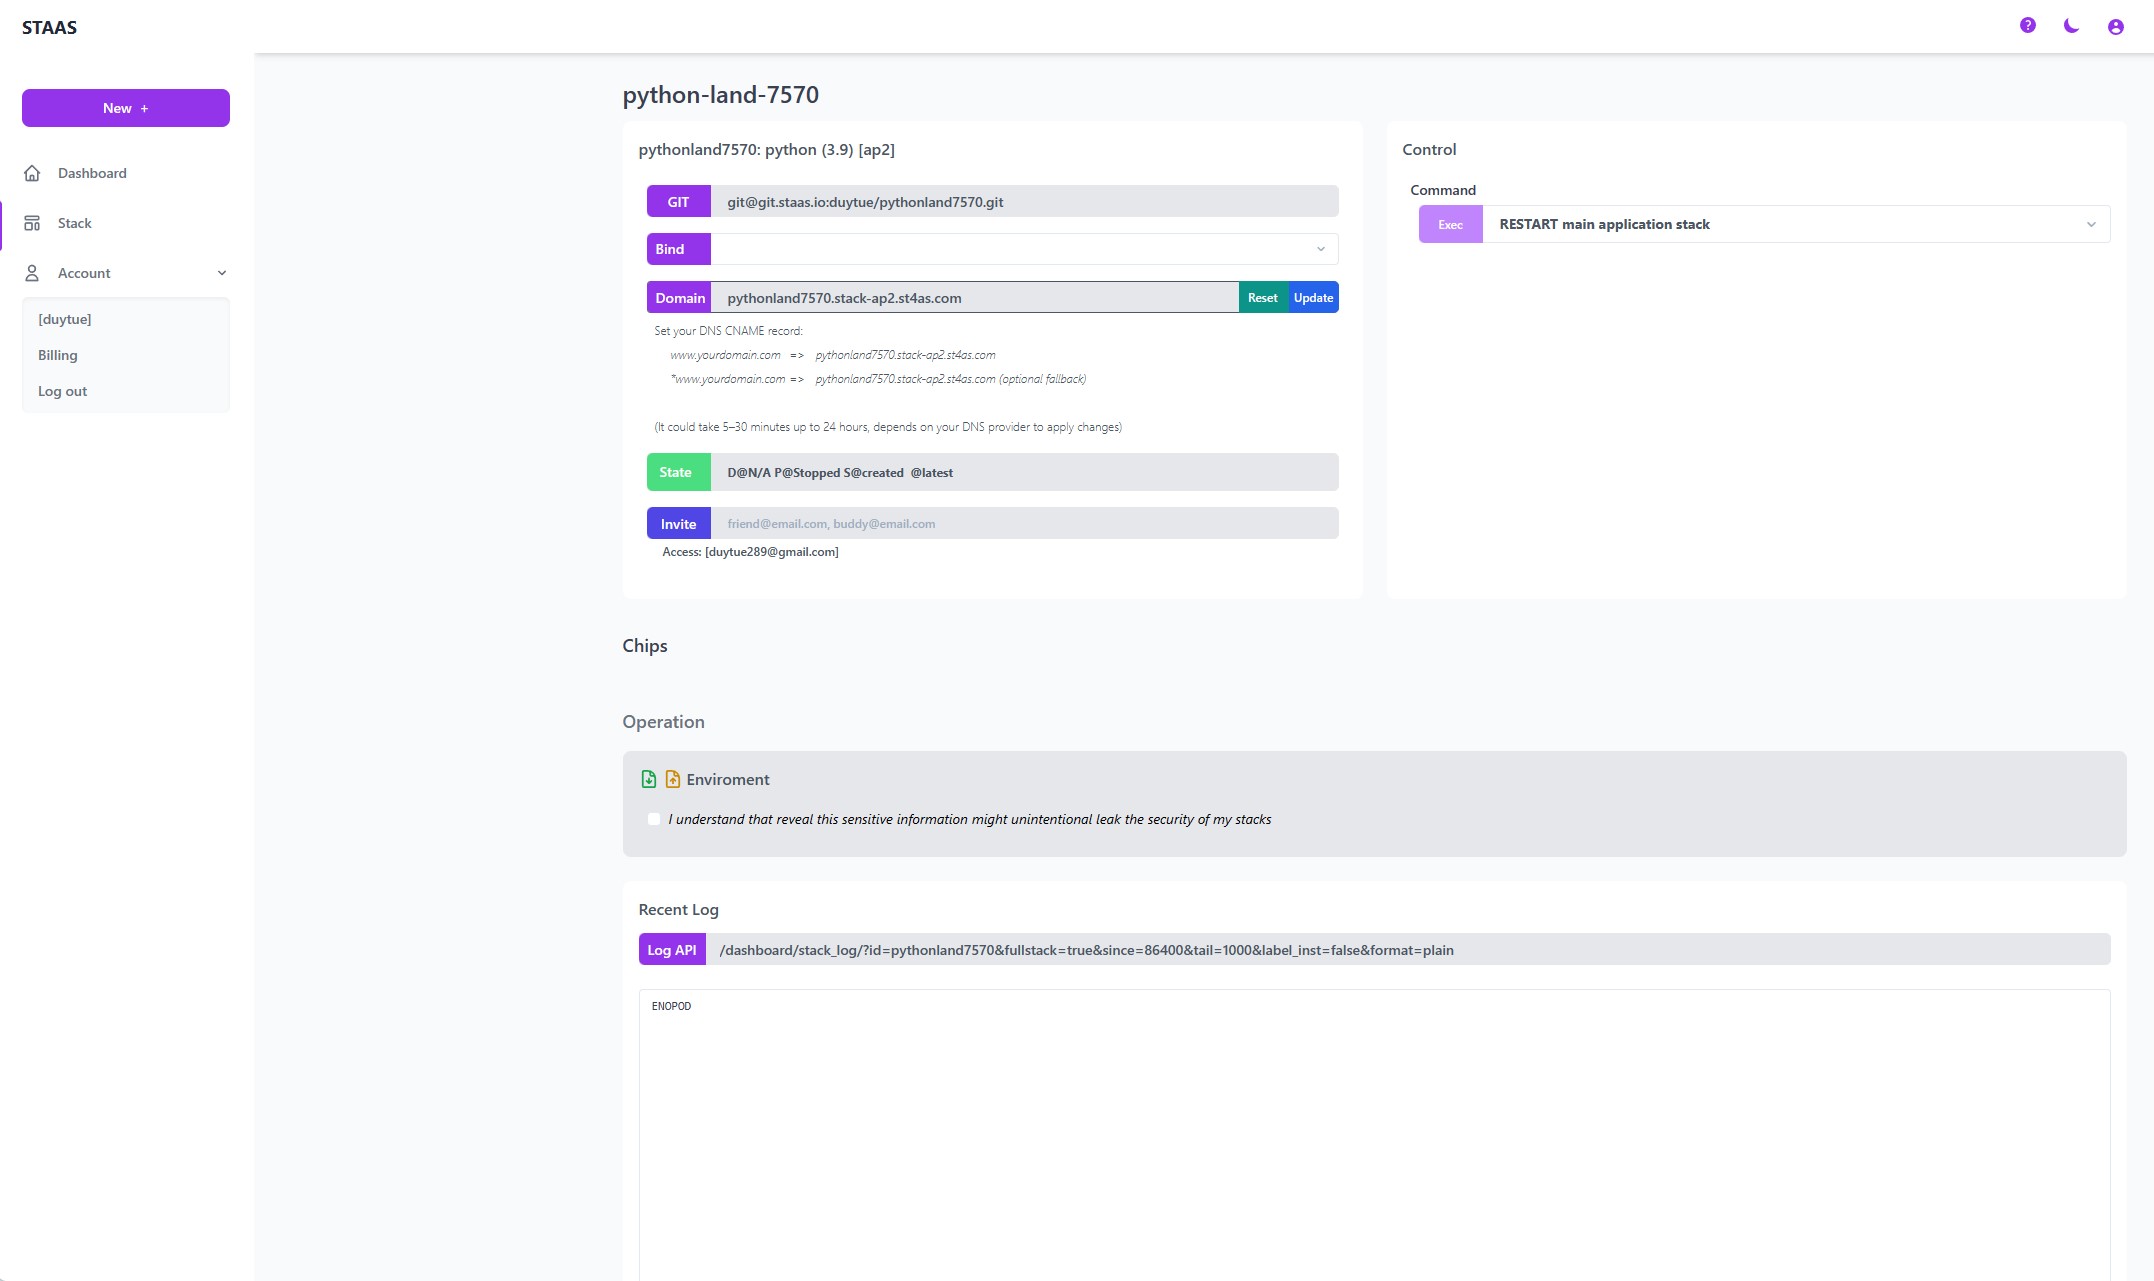 STAAS
New +
Dashboard
Stack
Account
[duytue]
Billing
Log out
python-land-7570
pythonland7570: python (3.9) [ap2]
GIT git@git.staas.io:duytue/pythonland7570.git
Bind
Domain pythonland7570.stack-ap2.st4as.com Reset Update
Set your DNS CNAME record:
www.yourdomain.com => pythonland7570.stack-ap2.st4as.com
*www.yourdomain.com => pythonland7570.stack-ap2.st4as.com (optional fallback)
(It could take 5–30 minutes up to 24 hours, depends on your DNS provider to apply changes)
State D@N/A P@Stopped S@created @latest
Invite friend@email.com, buddy@email.com
Access: [duytue289@gmail.com]
Control
Command
Exec RESTART main application stack
Chips
Operation
Enviroment
I understand that reveal this sensitive information might unintentional leak the security of my stacks
Recent Log
Log API /dashboard/stack_log/?id=pythonland7570&fullstack=true&since=86400&tail=1000&label_inst=false&format=plain
ENOPOD